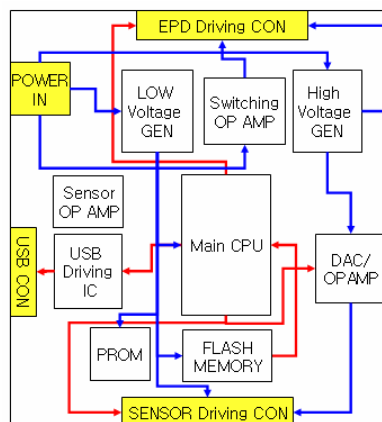 EPD Driving CON
POWER
IN
LOW
Voltage
GEN
Switching
OP AMP
High
Voltage
GEN
Sensor
OP AMP
Main CPU
USB CON
USB
Driving
IC
DAC/
OPAMP
PROM
FLASH
MEMORY
SENSOR Driving CON